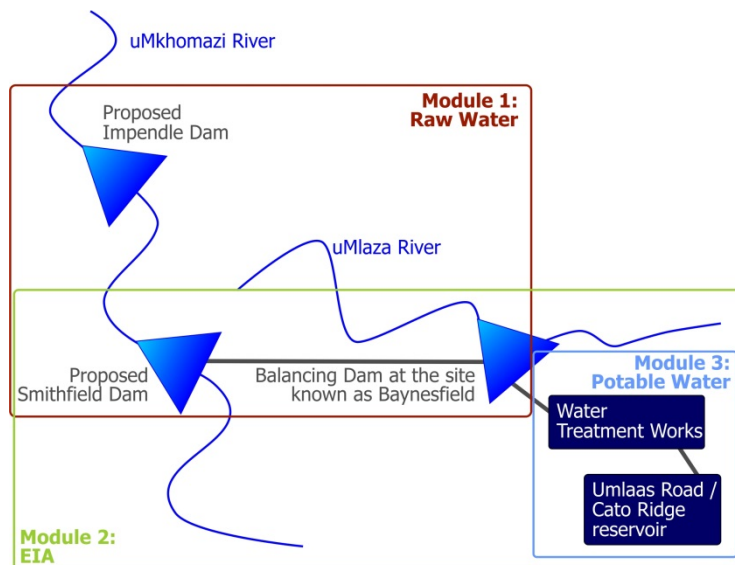 uMkhomazi River
Module 1:
Raw Water
Proposed
Impendle Dam
uMlaza River
Proposed
Smithfield Dam
Balancing Dam at the site
known as Baynesfield
Module 3:
Potable Water
Water
Treatment Works
Umlaas Road /
Cato Ridge
reservoir
Module 2:
EIA